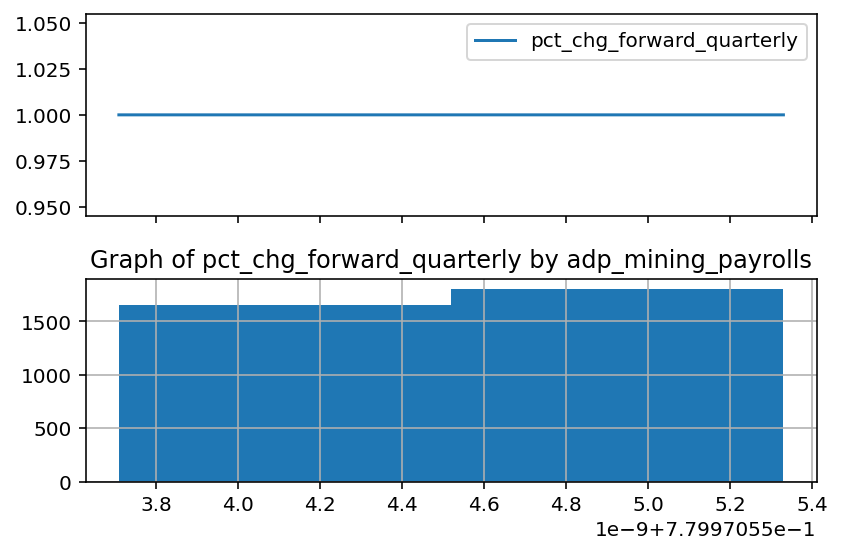 1.050
pct_chg_forward_quarterly
1.025
1.000
0.975
0.950
Graph of pct_chg_forward_quarterly by adp_mining_payrolls
1500
1000
500
0
3.8 4.0 4.2 4.4 4.6 4.8 5.0 5.2 5.4
1e−9+7.7997055e−1